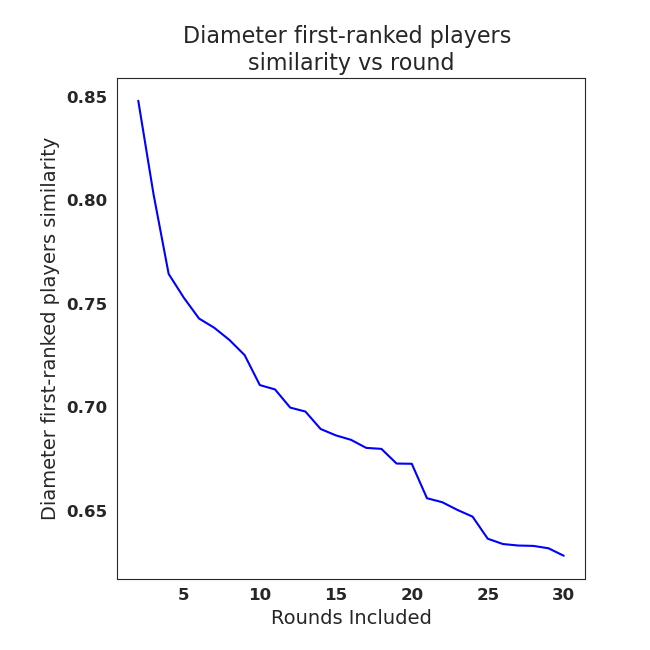 Diameter first-ranked players
similarity vs round
Diameter first-ranked players similarity
0.85
0.80
0.75
0.70
0.65
5 10 15 20 25 30
Rounds Included